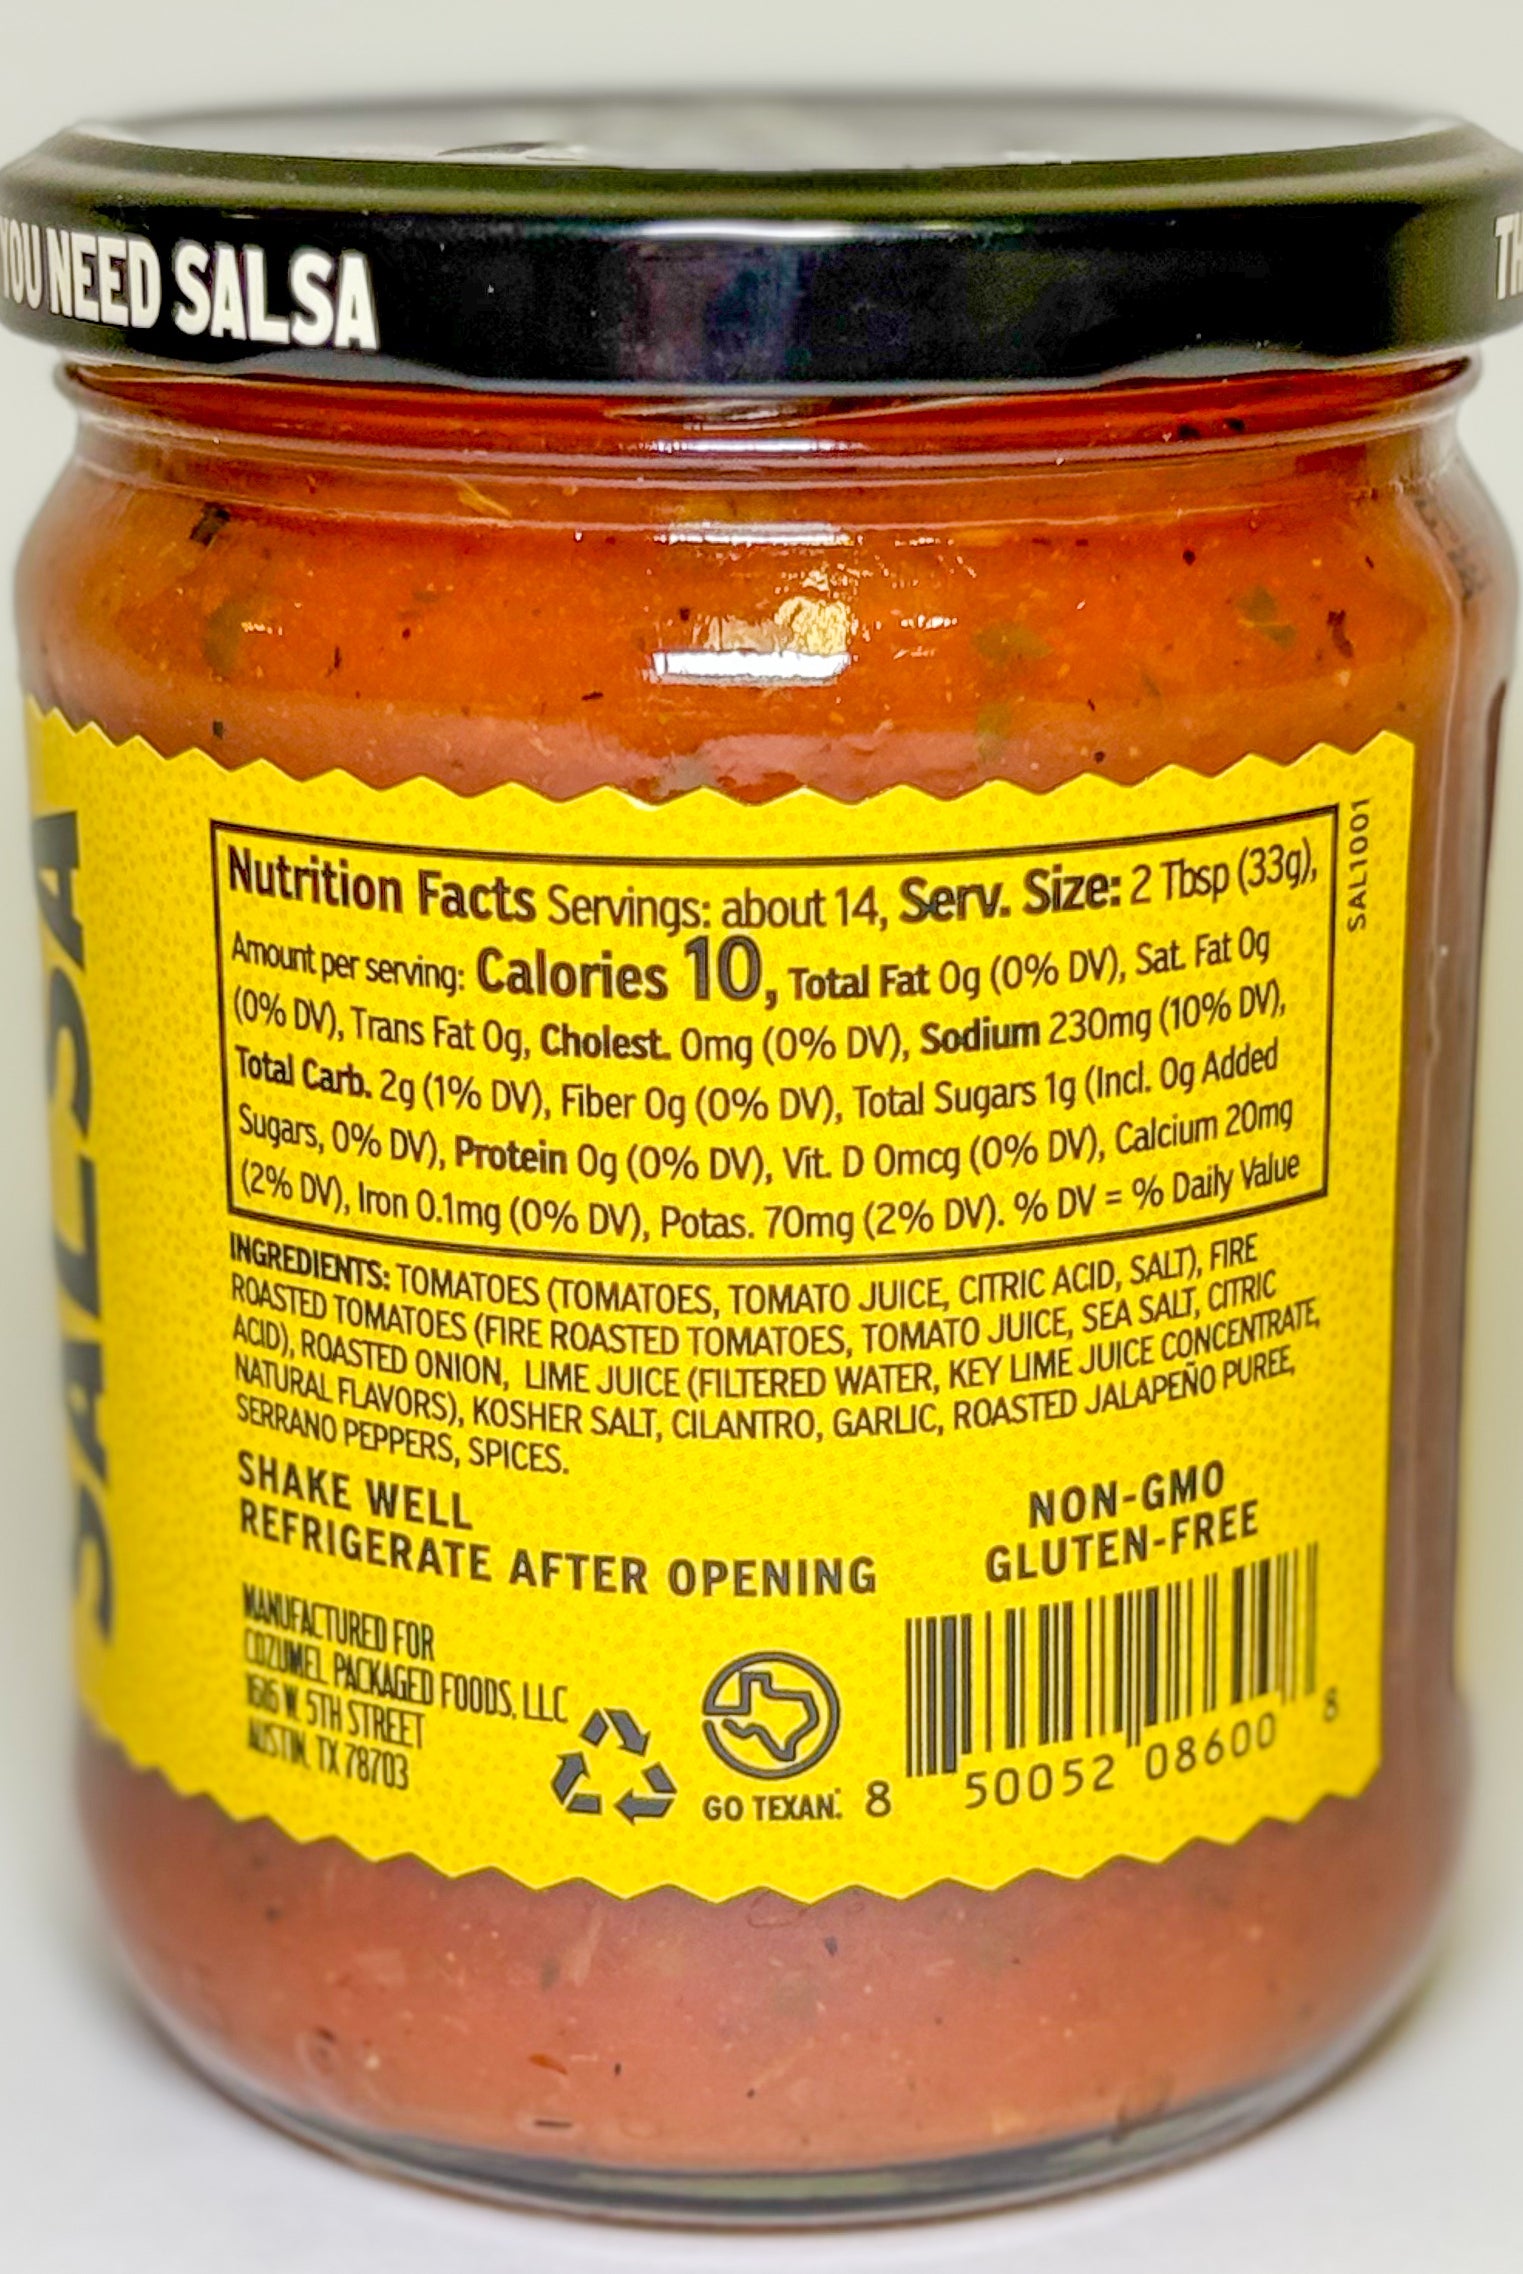 YOU NEED SALSA
TH
SALSA
SAL1001
Nutrition Facts Servings: about 14, Serv. Size: 2 Tbsp (33g),
Amount per serving: Calories 10, Total Fat 0g (0% DV), Sat. Fat 0g
(0% DV), Trans Fat 0g, Cholest. 0mg (0% DV), Sodium 230mg (10% DV),
Total Carb. 2g (1% DV), Fiber 0g (0% DV), Total Sugars 1g (Incl. 0g Added
Sugars, 0% DV), Protein 0g (0% DV), Vit. D 0mcg (0% DV), Calcium 20mg
(2% DV), Iron 0.1mg (0% DV), Potas. 70mg (2% DV). % DV = % Daily Value
INGREDIENTS: TOMATOES (TOMATOES, TOMATO JUICE, CITRIC ACID, SALT), FIRE
ROASTED TOMATOES (FIRE ROASTED TOMATOES, TOMATO JUICE, SEA SALT, CITRIC
ACID), ROASTED ONION, LIME JUICE (FILTERED WATER, KEY LIME JUICE CONCENTRATE,
NATURAL FLAVORS), KOSHER SALT, CILANTRO, GARLIC, ROASTED JALAPEÑO PUREE,
SERRANO PEPPERS, SPICES.
SHAKE WELL
REFRIGERATE AFTER OPENING
NON-GMO
GLUTEN-FREE
MANUFACTURED FOR
COZUMEL PACKAGED FOODS, LLC
W. 5TH STREET
AUSTIN, TX 78703
GO TEXAN.
8 50052 08600 8